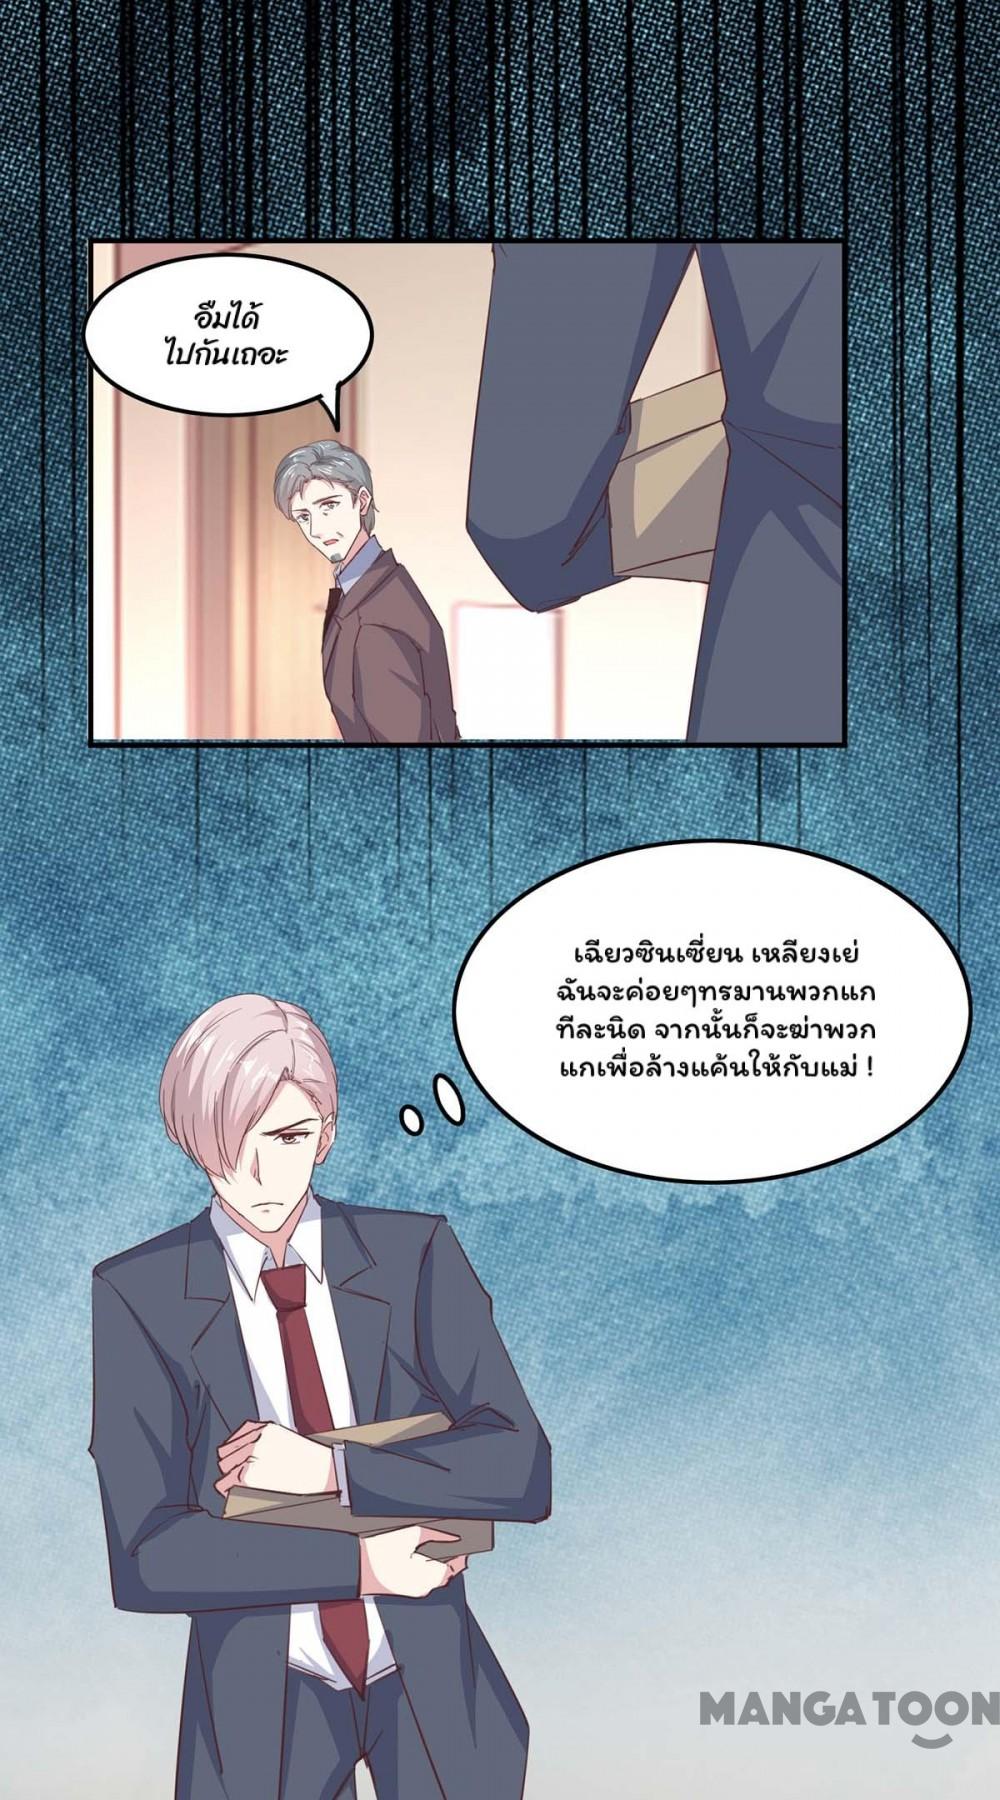 อืมได้
ไปกันเถอะ
เฉียวซินเซี่ยน เหลียงเย่
ฉันจะค่อยๆทรมานพวกแก
ทีละนิด จากนั้นก็จะฆ่าพวก
แกเพื่อล้างแค้นให้กับแม่ !
MANGATOON